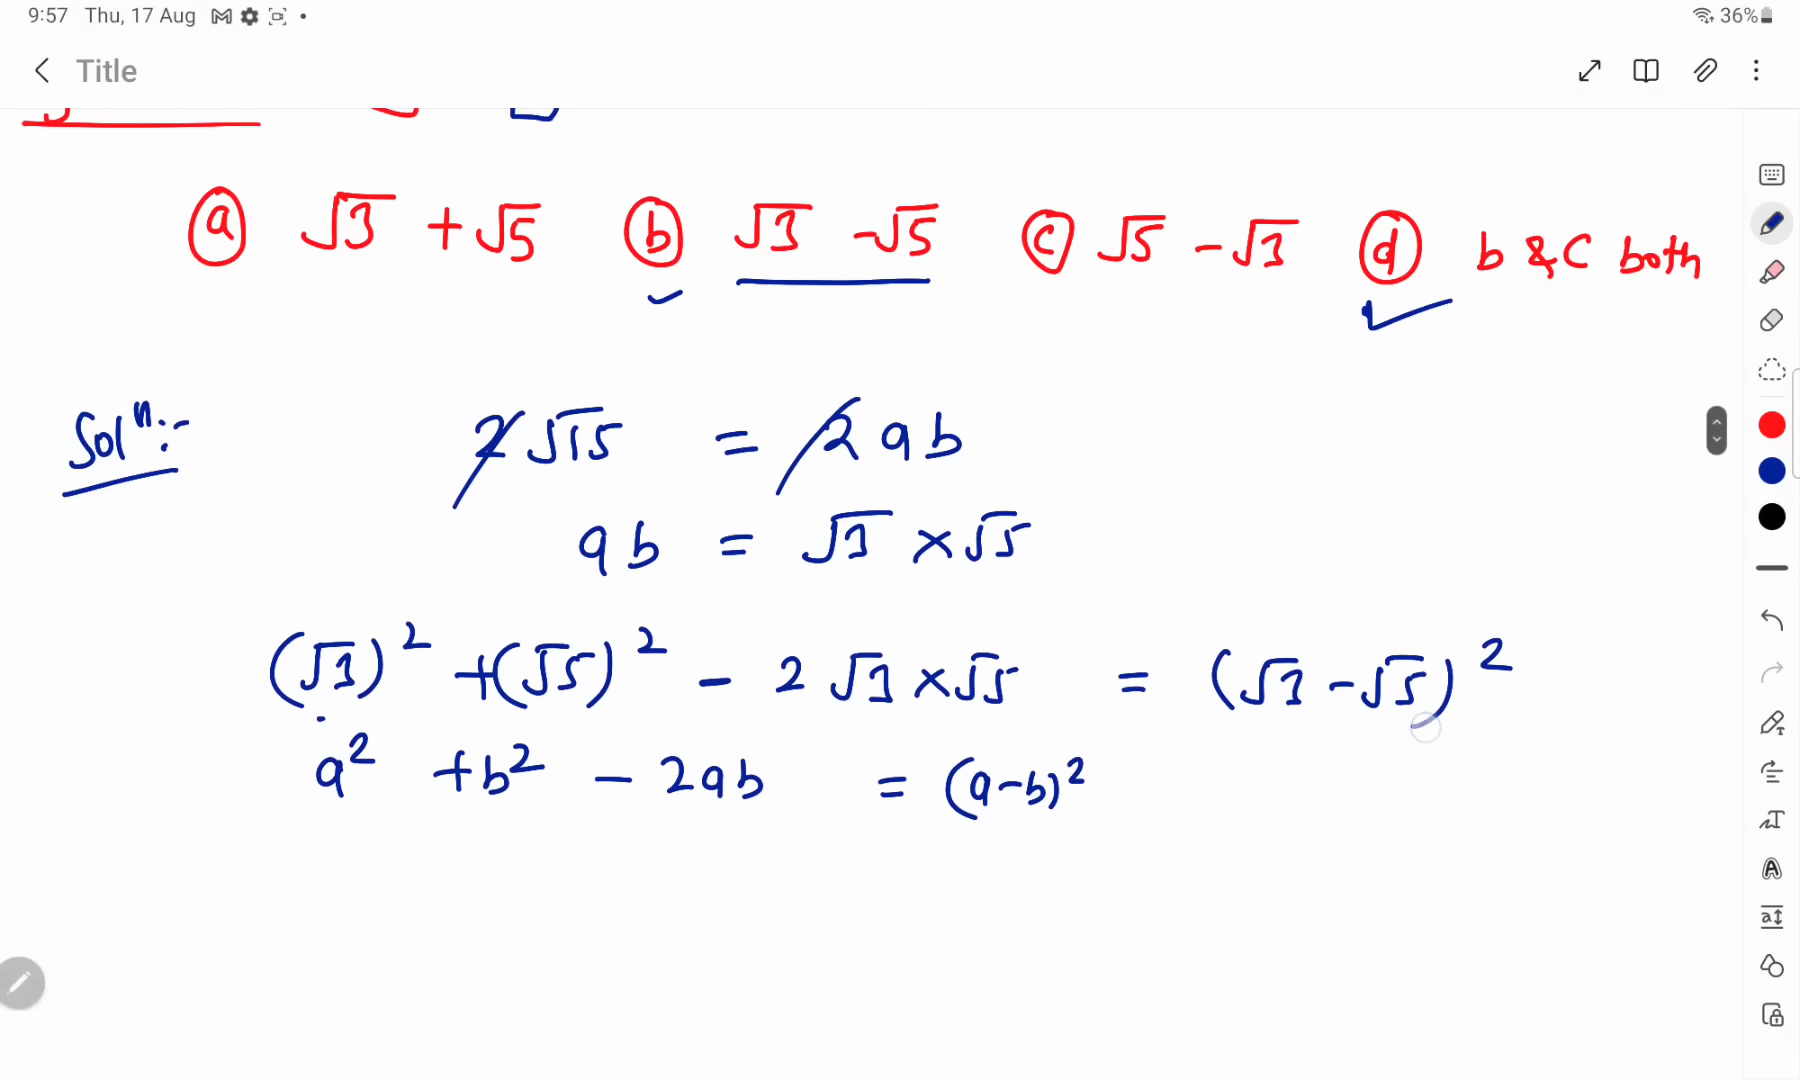 9:57 Thu, 17 Aug 36%
Title
ⓐ √3 + √5 ⓑ √3 - √5 ⓒ √5 - √3 ⓓ b & c both
Solⁿ:-
2√15 = 2ab
ab = √3 × √5
(√3)² + (√5)² - 2√3 × √5 = (√3 - √5)²
a² + b² - 2ab = (a-b)²